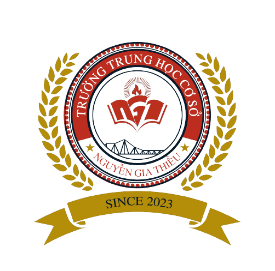 TRƯỜNG TRUNG HỌC CƠ SỞ
NGUYỄN GIA THIỀU
SINCE 2023